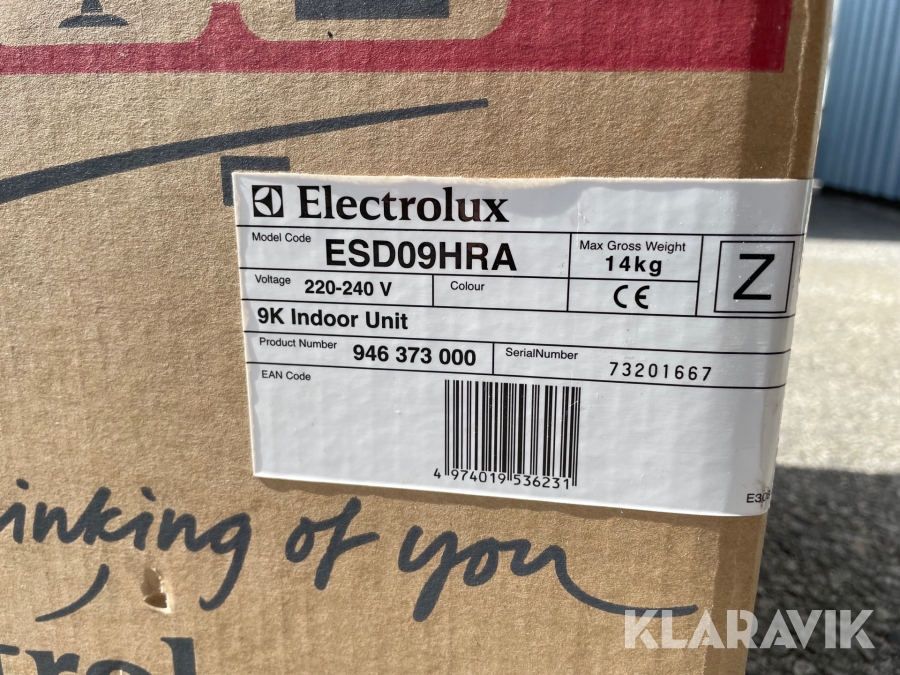 Electrolux
Model Code ESD09HRA
Max Gross Weight
14kg
Z
Voltage 220-240 V
Colour
CE
9K Indoor Unit
Product Number 946 373 000
SerialNumber 73201667
EAN Code
4 974019 536231
inking of you
trol
KLARAVIK